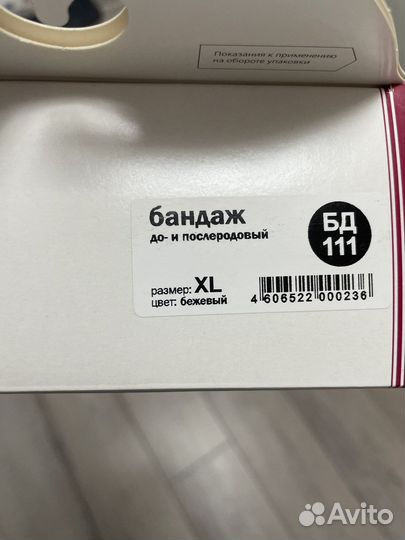 Показания к применению
на обороте упаковки
бандаж
до- и послеродовый
БД
111
размер: XL
цвет: бежевый
4 606522 000236
Avito